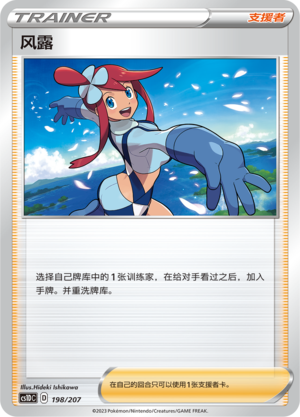 TRAINER
支援者
风露
选择自己牌库中的1张训练家,在给对手看过之后,加入
手牌。并重洗牌库。
Illus.Hideki Ishikawa
CS1D C D 198/207
在自己的回合只可以使用1张支援者卡。
©2023 Pokémon/Nintendo/Creatures/GAME FREAK.